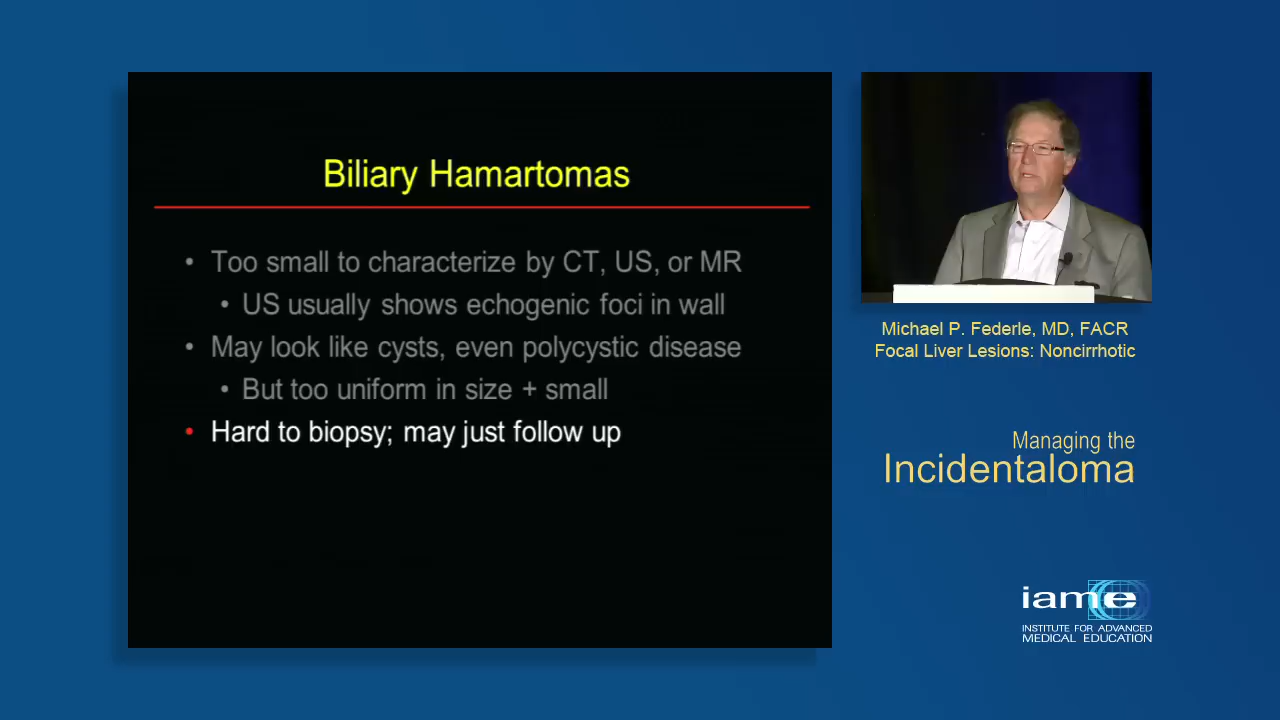 Biliary Hamartomas
• Too small to characterize by CT, US, or MR
• US usually shows echogenic foci in wall
• May look like cysts, even polycystic disease
• But too uniform in size + small
• Hard to biopsy; may just follow up
Michael P. Federle, MD, FACR
Focal Liver Lesions: Noncirrhotic
Managing the
Incidentaloma
iame
INSTITUTE FOR ADVANCED
MEDICAL EDUCATION